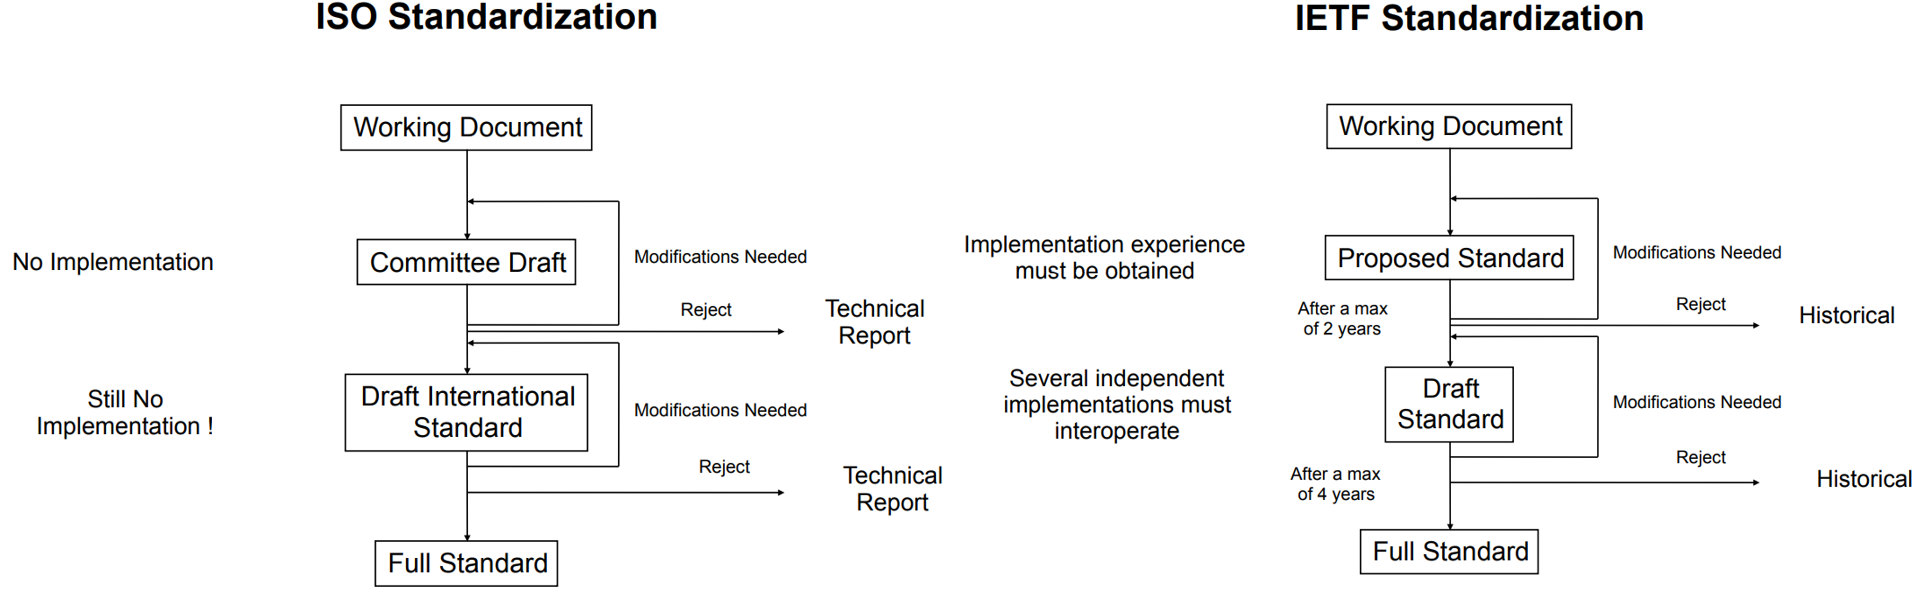 ISO Standardization
Working Document
No Implementation
Committee Draft
Modifications Needed
Reject
Technical
Report
Still No
Implementation !
Draft International
Standard
Modifications Needed
Reject
Technical
Report
Full Standard
IETF Standardization
Working Document
Implementation experience
must be obtained
Proposed Standard
Modifications Needed
After a max
of 2 years
Reject
Historical
Several independent
implementations must
interoperate
Draft
Standard
Modifications Needed
After a max
of 4 years
Reject
Historical
Full Standard